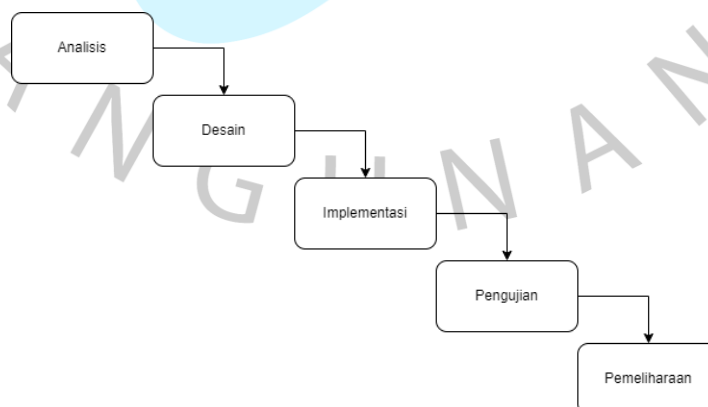 Analisis
Desain
Implementasi
Pengujian
Pemeliharaan